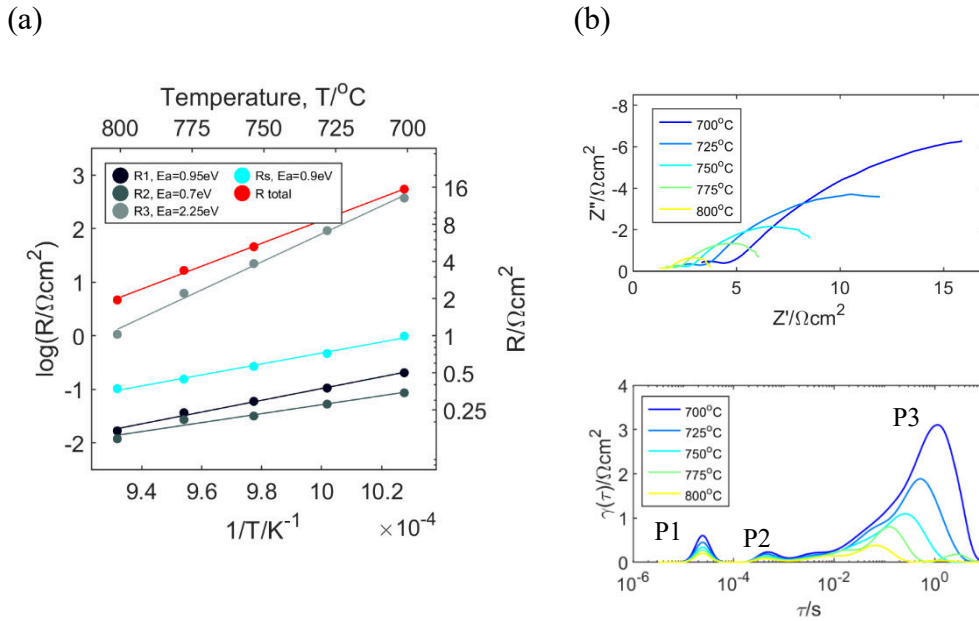 (a)
Temperature, T/°C
800 775 750 725 700
R1, Ea=0.95eV
R2, Ea=0.7eV
R3, Ea=2.25eV
Rs, Ea=0.9eV
R total
3
2
1
0
-1
-2
log(R/Ωcm²)
16
8
4
2
1
0.5
0.25
R/Ωcm²
9.4 9.6 9.8 10 10.2
×10⁻⁴
1/T/K⁻¹
(b)
-8
-6
-4
-2
0
Z''/Ωcm²
700°C
725°C
750°C
775°C
800°C
0 5 10 15
Z'/Ωcm²
4
3
2
1
0
γ(τ)/Ωcm²
700°C
725°C
750°C
775°C
800°C
P1
P2
P3
10⁻⁶ 10⁻⁴ 10⁻² 10⁰
τ/s